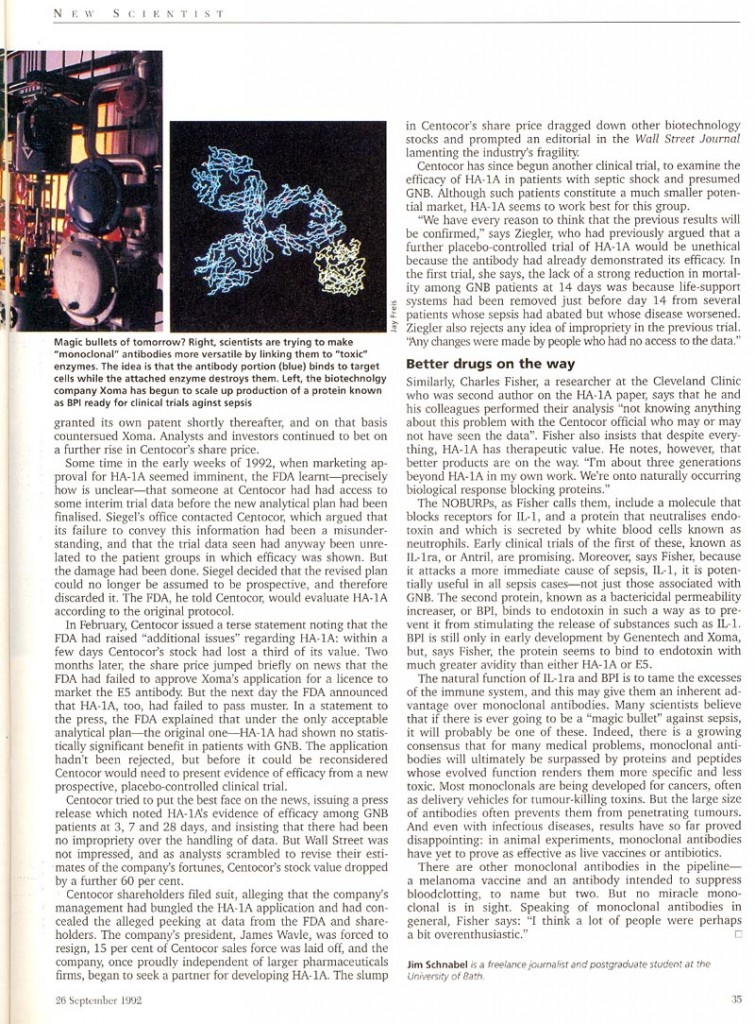 NEW SCIENTIST
Jay Freis
Magic bullets of tomorrow? Right, scientists are trying to make
"monoclonal" antibodies more versatile by linking them to "toxic"
enzymes. The idea is that the antibody portion (blue) binds to target
cells while the attached enzyme destroys them. Left, the biotechnolgy
company Xoma has begun to scale up production of a protein known
as BPI ready for clinical trials aginst sepsis
granted its own patent shortly thereafter, and on that basis
countersued Xoma. Analysts and investors continued to bet on
a further rise in Centocor's share price.
Some time in the early weeks of 1992, when marketing ap-
proval for HA-1A seemed imminent, the FDA learnt—precisely
how is unclear—that someone at Centocor had had access to
some interim trial data before the new analytical plan had been
finalised. Siegel's office contacted Centocor, which argued that
its failure to convey this information had been a misunder-
standing, and that the trial data seen had anyway been unre-
lated to the patient groups in which efficacy was shown. But
the damage had been done. Siegel decided that the revised plan
could no longer be assumed to be prospective, and therefore
discarded it. The FDA, he told Centocor, would evaluate HA-1A
according to the original protocol.
In February, Centocor issued a terse statement noting that the
FDA had raised "additional issues" regarding HA-1A: within a
few days Centocor's stock had lost a third of its value. Two
months later, the share price jumped briefly on news that the
FDA had failed to approve Xoma's application for a licence to
market the E5 antibody. But the next day the FDA announced
that HA-1A, too, had failed to pass muster. In a statement to
the press, the FDA explained that under the only acceptable
analytical plan—the original one—HA-1A had shown no statis-
tically significant benefit in patients with GNB. The application
hadn't been rejected, but before it could be reconsidered
Centocor would need to present evidence of efficacy from a new
prospective, placebo-controlled clinical trial.
Centocor tried to put the best face on the news, issuing a press
release which noted HA-1A's evidence of efficacy among GNB
patients at 3, 7 and 28 days, and insisting that there had been
no impropriety over the handling of data. But Wall Street was
not impressed, and as analysts scrambled to revise their esti-
mates of the company's fortunes, Centocor's stock value dropped
by a further 60 per cent.
Centocor shareholders filed suit, alleging that the company's
management had bungled the HA-1A application and had con-
cealed the alleged peeking at data from the FDA and share-
holders. The company's president, James Wavle, was forced to
resign, 15 per cent of Centocor sales force was laid off, and the
company, once proudly independent of larger pharmaceuticals
firms, began to seek a partner for developing HA-1A. The slump
in Centocor's share price dragged down other biotechnology
stocks and prompted an editorial in the Wall Street Journal
lamenting the industry's fragility.
Centocor has since begun another clinical trial, to examine the
efficacy of HA-1A in patients with septic shock and presumed
GNB. Although such patients constitute a much smaller poten-
tial market, HA-1A seems to work best for this group.
"We have every reason to think that the previous results will
be confirmed," says Ziegler, who had previously argued that a
further placebo-controlled trial of HA-1A would be unethical
because the antibody had already demonstrated its efficacy. In
the first trial, she says, the lack of a strong reduction in mortal-
ity among GNB patients at 14 days was because life-support
systems had been removed just before day 14 from several
patients whose sepsis had abated but whose disease worsened.
Ziegler also rejects any idea of impropriety in the previous trial.
"Any changes were made by people who had no access to the data."
Better drugs on the way
Similarly, Charles Fisher, a researcher at the Cleveland Clinic
who was second author on the HA-1A paper, says that he and
his colleagues performed their analysis "not knowing anything
about this problem with the Centocor official who may or may
not have seen the data". Fisher also insists that despite every-
thing, HA-1A has therapeutic value. He notes, however, that
better products are on the way. "I'm about three generations
beyond HA-1A in my own work. We're onto naturally occurring
biological response blocking proteins."
The NOBURPs, as Fisher calls them, include a molecule that
blocks receptors for IL-1, and a protein that neutralises endo-
toxin and which is secreted by white blood cells known as
neutrophils. Early clinical trials of the first of these, known as
IL-1ra, or Antril, are promising. Moreover, says Fisher, because
it attacks a more immediate cause of sepsis, IL-1, it is poten-
tially useful in all sepsis cases—not just those associated with
GNB. The second protein, known as a bactericidal permeability
increaser, or BPI, binds to endotoxin in such a way as to pre-
vent it from stimulating the release of substances such as IL-1.
BPI is still only in early development by Genentech and Xoma,
but, says Fisher, the protein seems to bind to endotoxin with
much greater avidity than either HA-1A or E5.
The natural function of IL-1ra and BPI is to tame the excesses
of the immune system, and this may give them an inherent ad-
vantage over monoclonal antibodies. Many scientists believe
that if there is ever going to be a "magic bullet" against sepsis,
it will probably be one of these. Indeed, there is a growing
consensus that for many medical problems, monoclonal anti-
bodies will ultimately be surpassed by proteins and peptides
whose evolved function renders them more specific and less
toxic. Most monoclonals are being developed for cancers, often
as delivery vehicles for tumour-killing toxins. But the large size
of antibodies often prevents them from penetrating tumours.
And even with infectious diseases, results have so far proved
disappointing: in animal experiments, monoclonal antibodies
have yet to prove as effective as live vaccines or antibiotics.
There are other monoclonal antibodies in the pipeline—
a melanoma vaccine and an antibody intended to suppress
bloodclotting, to name but two. But no miracle mono-
clonal is in sight. Speaking of monoclonal antibodies in
general, Fisher says: "I think a lot of people were perhaps
a bit overenthusiastic."
Jim Schnabel is a freelance journalist and postgraduate student at the
University of Bath.
26 September 1992
35